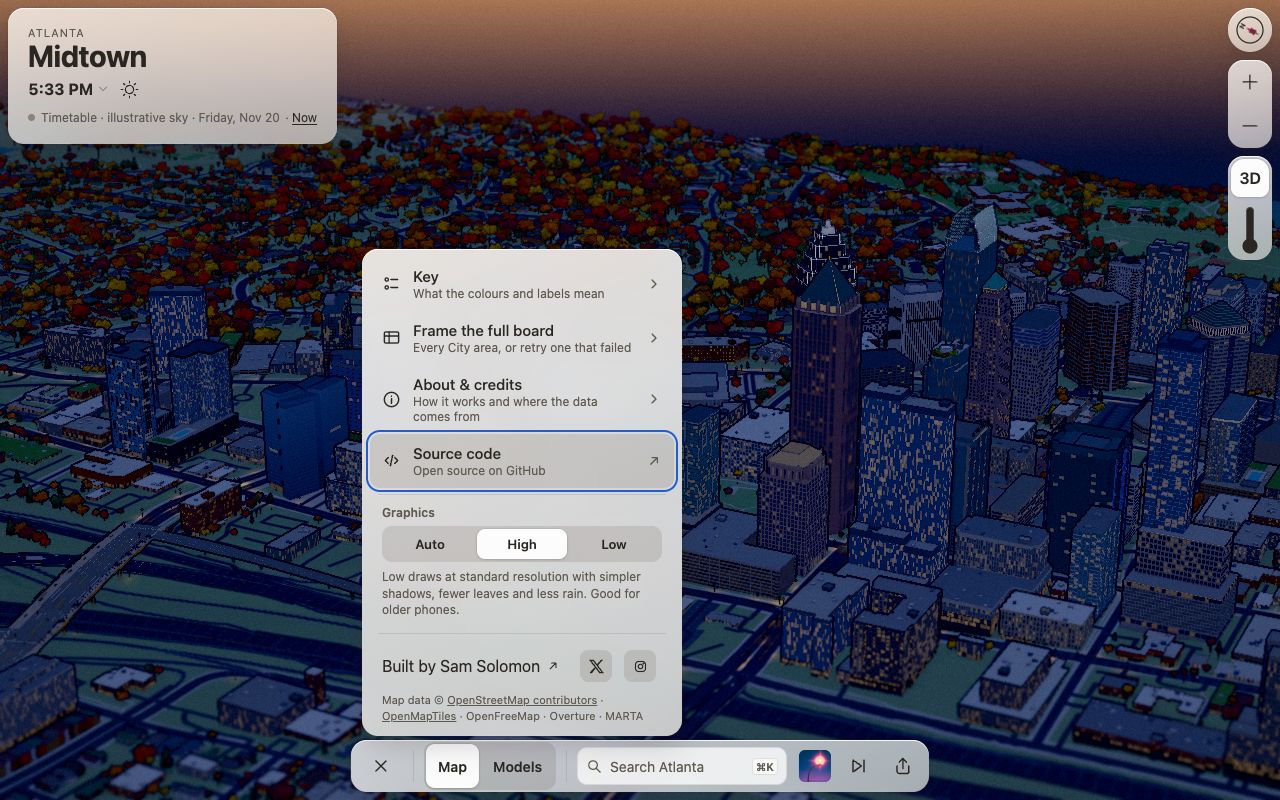 ATLANTA
Midtown
5:33 PM
Timetable · illustrative sky · Friday, Nov 20 · Now
N
3D
Key
What the colours and labels mean
Frame the full board
Every City area, or retry one that failed
About & credits
How it works and where the data
comes from
Source code
Open source on GitHub
Graphics
Auto High Low
Low draws at standard resolution with simpler
shadows, fewer leaves and less rain. Good for
older phones.
Built by Sam Solomon
Map data © OpenStreetMap contributors ·
OpenMapTiles · OpenFreeMap · Overture · MARTA
Map Models Search Atlanta ⌘K